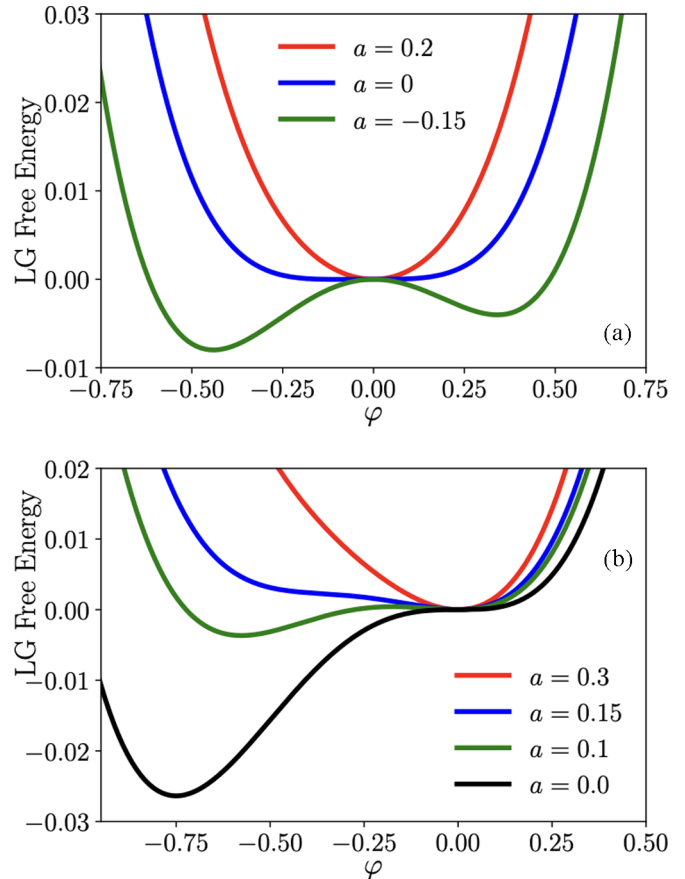 0.03
0.02
0.01
0.00
−0.01
LG Free Energy
a = 0.2
a = 0
a = −0.15
(a)
−0.75 −0.50 −0.25 0.00 0.25 0.50 0.75
φ
0.02
0.01
0.00
−0.01
−0.02
−0.03
LG Free Energy
(b)
a = 0.3
a = 0.15
a = 0.1
a = 0.0
−0.75 −0.50 −0.25 0.00 0.25 0.50
φ